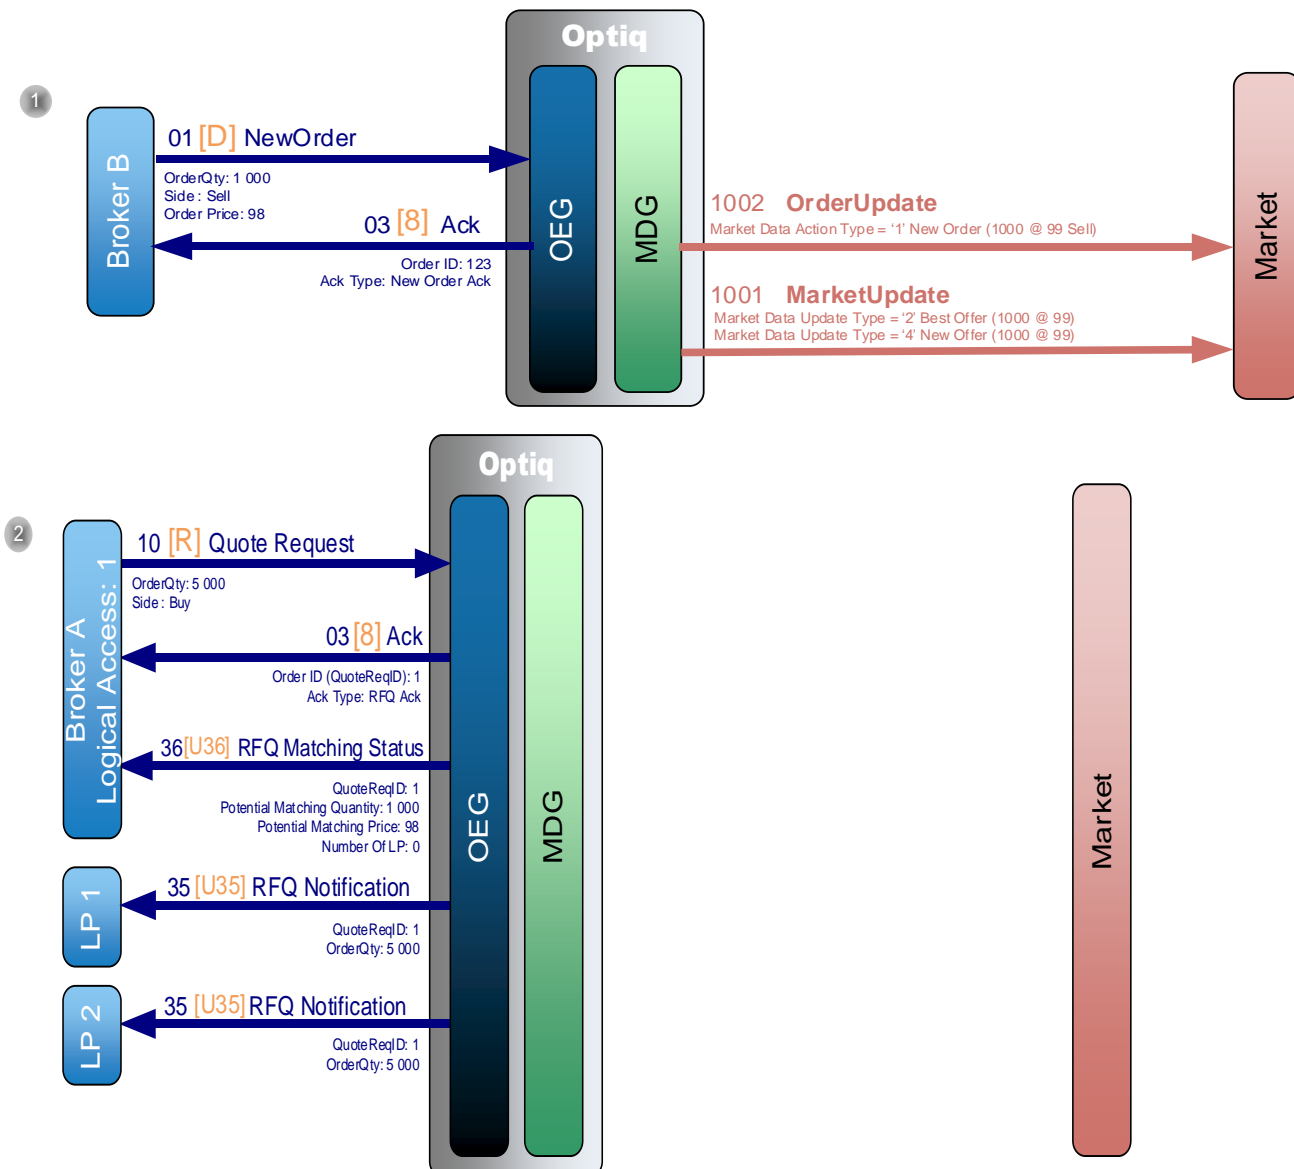 Optiq
1
01 [D] NewOrder
OrderQty: 1 000
Side : Sell
Order Price: 98
03 [8] Ack
Order ID: 123
Ack Type: New Order Ack
Broker B
OEG
MDG
1002 OrderUpdate
Market Data Action Type = ‘1’ New Order (1000 @ 99 Sell)
1001 MarketUpdate
Market Data Update Type = ‘2’ Best Offer (1000 @ 99)
Market Data Update Type = ‘4’ New Offer (1000 @ 99)
Market
Optiq
2
10 [R] Quote Request
OrderQty: 5 000
Side : Buy
03 [8] Ack
Order ID (QuoteReqID): 1
Ack Type: RFQ Ack
Broker A
Logical Access: 1
36 [U36] RFQ Matching Status
QuoteReqID: 1
Potential Matching Quantity: 1 000
Potential Matching Price: 98
Number Of LP: 0
OEG
MDG
Market
LP 1
35 [U35] RFQ Notification
QuoteReqID: 1
OrderQty: 5 000
LP 2
35 [U35] RFQ Notification
QuoteReqID: 1
OrderQty: 5 000